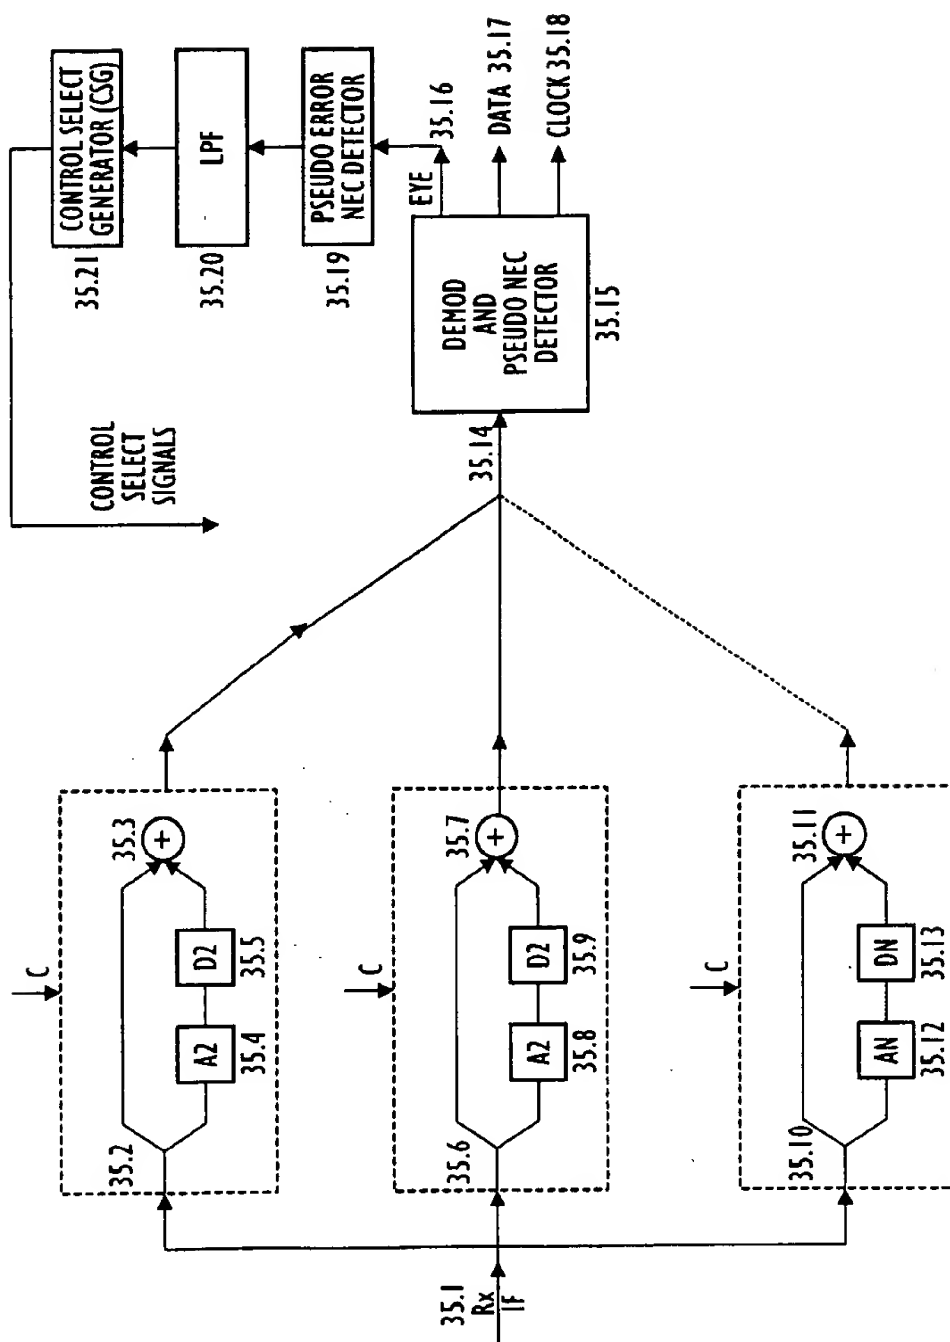 35.1
Rx
IF
35.2
35.3
+
A2
35.4
D2
35.5
C
35.6
35.7
+
A2
35.8
D2
35.9
C
35.10
35.11
+
AN
35.12
DN
35.13
C
35.14
DEMOD
AND
PSEUDO NEC
DETECTOR
35.15
EYE
35.16
DATA 35.17
CLOCK 35.18
PSEUDO ERROR
NEC DETECTOR
35.19
LPF
35.20
CONTROL SELECT
GENERATOR (CSG)
35.21
CONTROL
SELECT
SIGNALS